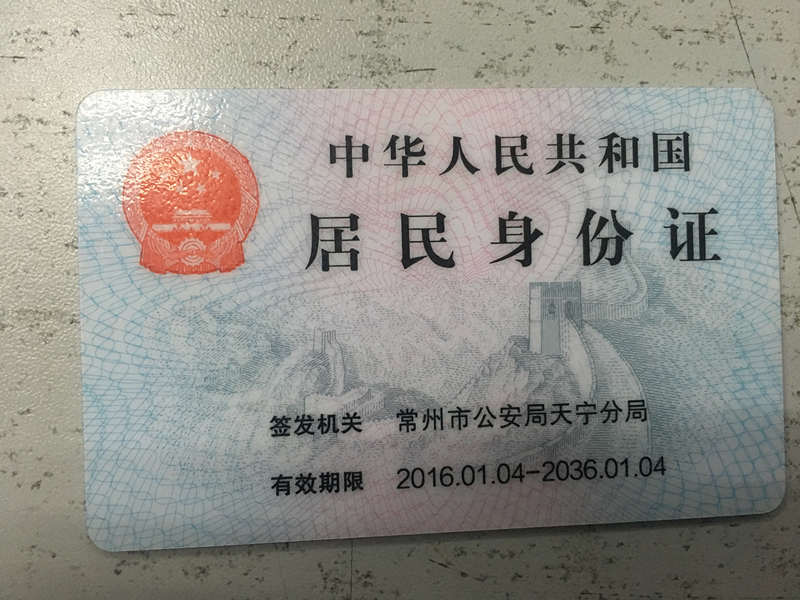 中华人民共和国
居民身份证
签发机关 常州市公安局天宁分局
有效期限 2016.01.04-2036.01.04